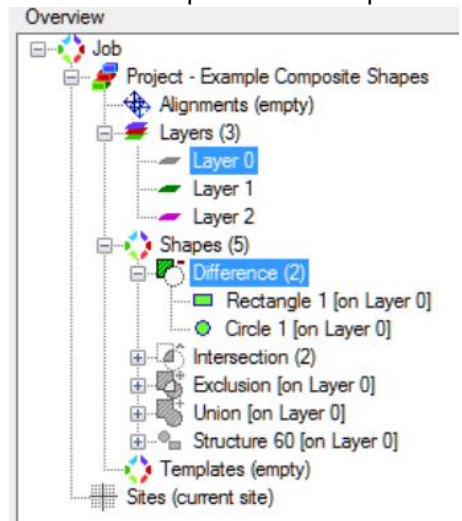 Overview
Job
Project - Example Composite Shapes
Alignments (empty)
Layers (3)
Layer 0
Layer 1
Layer 2
Shapes (5)
Difference (2)
Rectangle 1 [on Layer 0]
Circle 1 [on Layer 0]
Intersection (2)
Exclusion [on Layer 0]
Union [on Layer 0]
Structure 60 [on Layer 0]
Templates (empty)
Sites (current site)